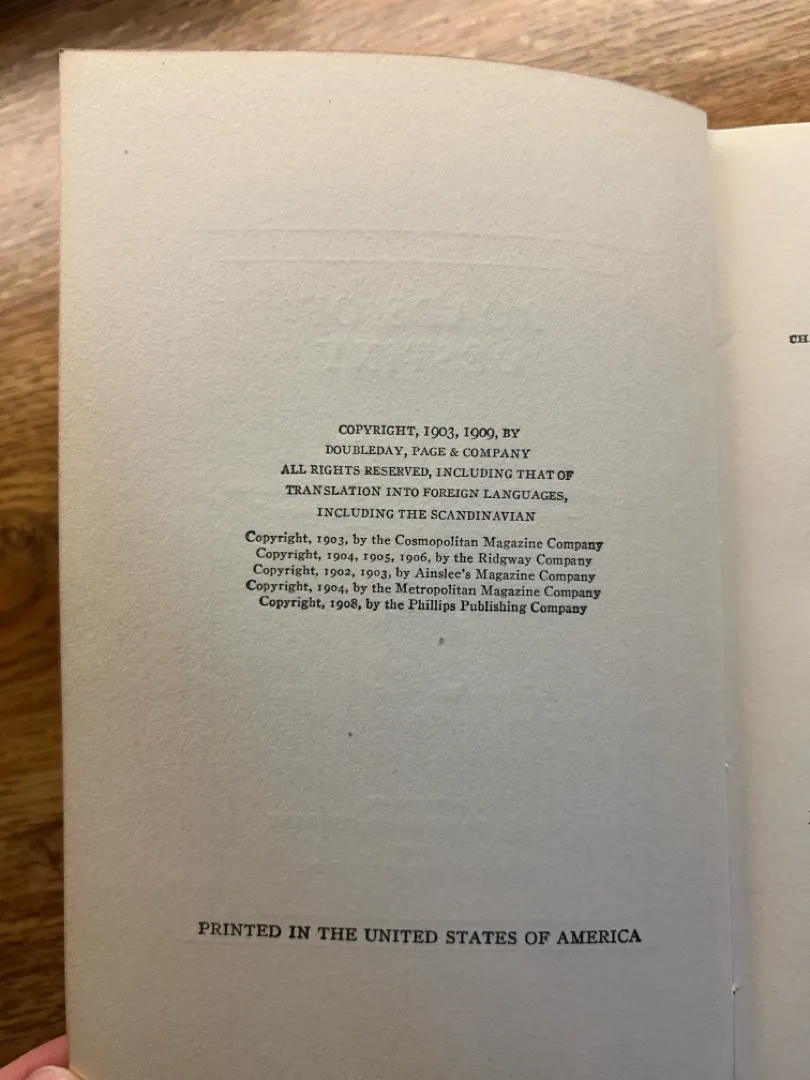 COPYRIGHT, 1903, 1909, BY
DOUBLEDAY, PAGE & COMPANY
ALL RIGHTS RESERVED, INCLUDING THAT OF
TRANSLATION INTO FOREIGN LANGUAGES,
INCLUDING THE SCANDINAVIAN
Copyright, 1903, by the Cosmopolitan Magazine Company
Copyright, 1904, 1905, 1906, by the Ridgway Company
Copyright, 1902, 1903, by Ainslee's Magazine Company
Copyright, 1904, by the Metropolitan Magazine Company
Copyright, 1908, by the Phillips Publishing Company
PRINTED IN THE UNITED STATES OF AMERICA